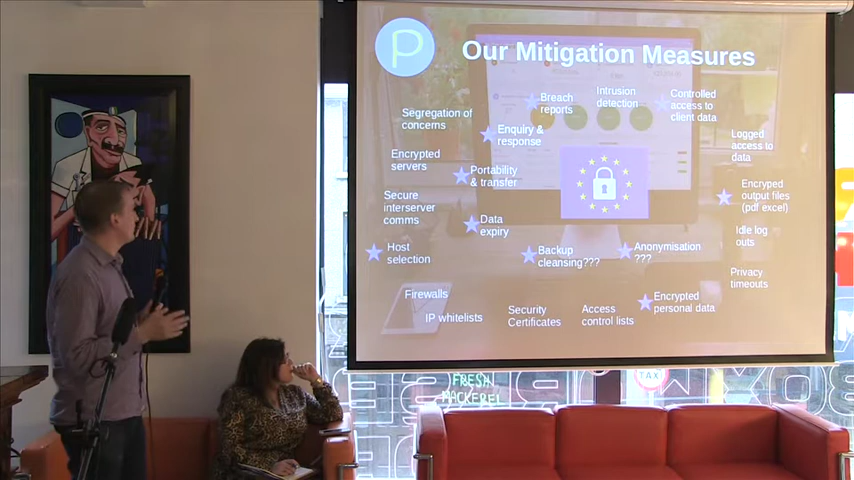 P
Our Mitigation Measures
Segregation of
concerns
Breach
reports
Intrusion
detection
Controlled
access to
client data
Enquiry &
response
Logged
access to
data
Encrypted
servers
Portability
& transfer
Encryped
output files
(pdf excel)
Secure
interserver
comms
Data
expiry
Idle log
outs
Host
selection
Backup
cleansing???
Anonymisation
???
Privacy
timeouts
Firewalls
IP whitelists
Security
Certificates
Access
control lists
Encrypted
personal data
FRESH
MACKEREL
TAX